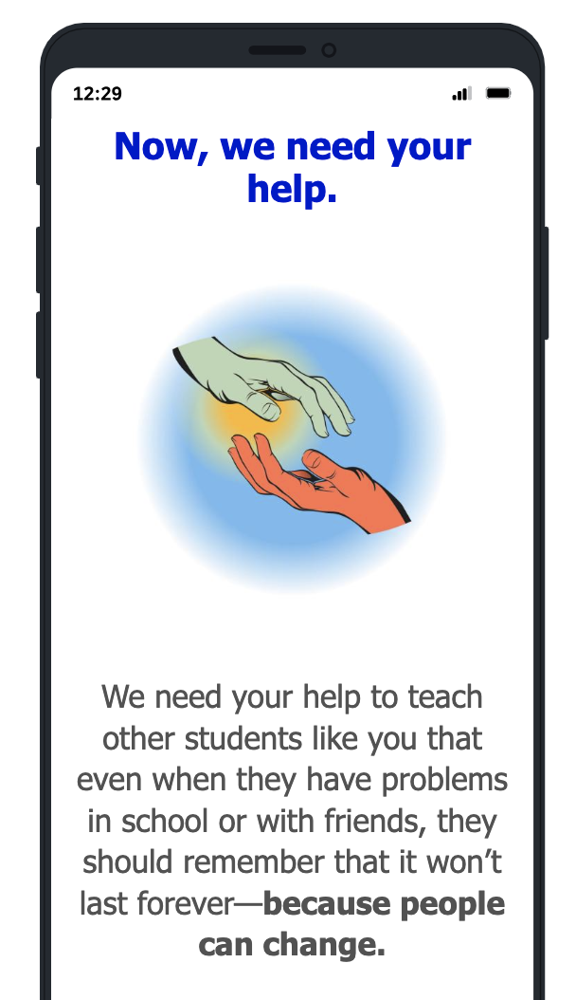 12:29
Now, we need your
help.
We need your help to teach
other students like you that
even when they have problems
in school or with friends, they
should remember that it won’t
last forever—because people
can change.